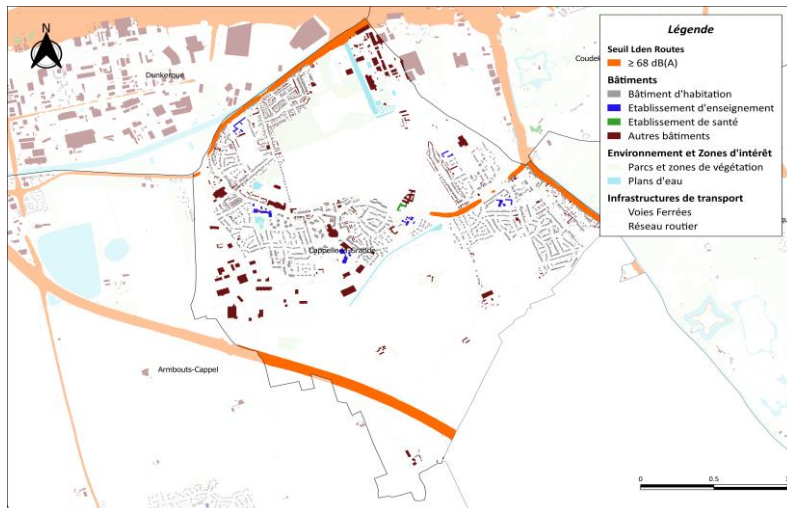 N
Dunkerque
Coudek
Cappelle
Grande
Armbouts-Cappel
Légende
Seuil Lden Routes
≥ 68 dB(A)
Bâtiments
Bâtiment d'habitation
Etablissement d'enseignement
Etablissement de santé
Autres bâtiments
Environnement et Zones d'intérêt
Parcs et zones de végétation
Plans d'eau
Infrastructures de transport
Voies Ferrées
Réseau routier
0 0.5 1